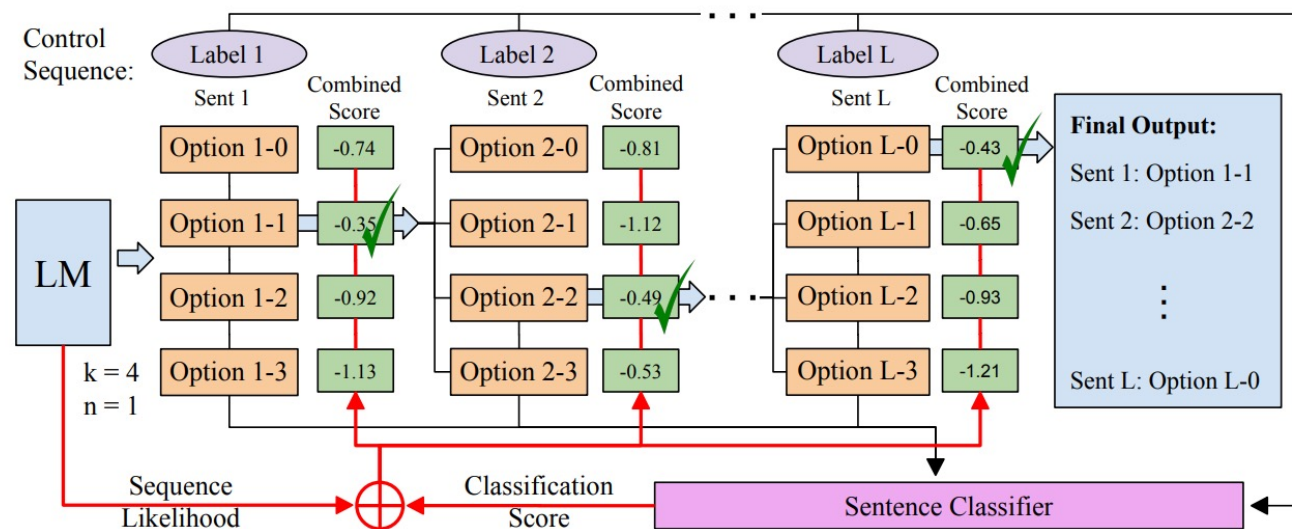 Control
Sequence:
Label 1
Label 2
. . .
Label L
Sent 1
Combined
Score
Sent 2
Combined
Score
Sent L
Combined
Score
Option 1-0
-0.74
Option 2-0
-0.81
Option L-0
-0.43
Option 1-1
-0.35
Option 2-1
-1.12
Option L-1
-0.65
Option 1-2
-0.92
Option 2-2
-0.49
. . .
Option L-2
-0.93
Option 1-3
-1.13
Option 2-3
-0.53
Option L-3
-1.21
LM
k = 4
n = 1
Final Output:
Sent 1: Option 1-1
Sent 2: Option 2-2
⋮
Sent L: Option L-0
Sequence
Likelihood
Classification
Score
Sentence Classifier